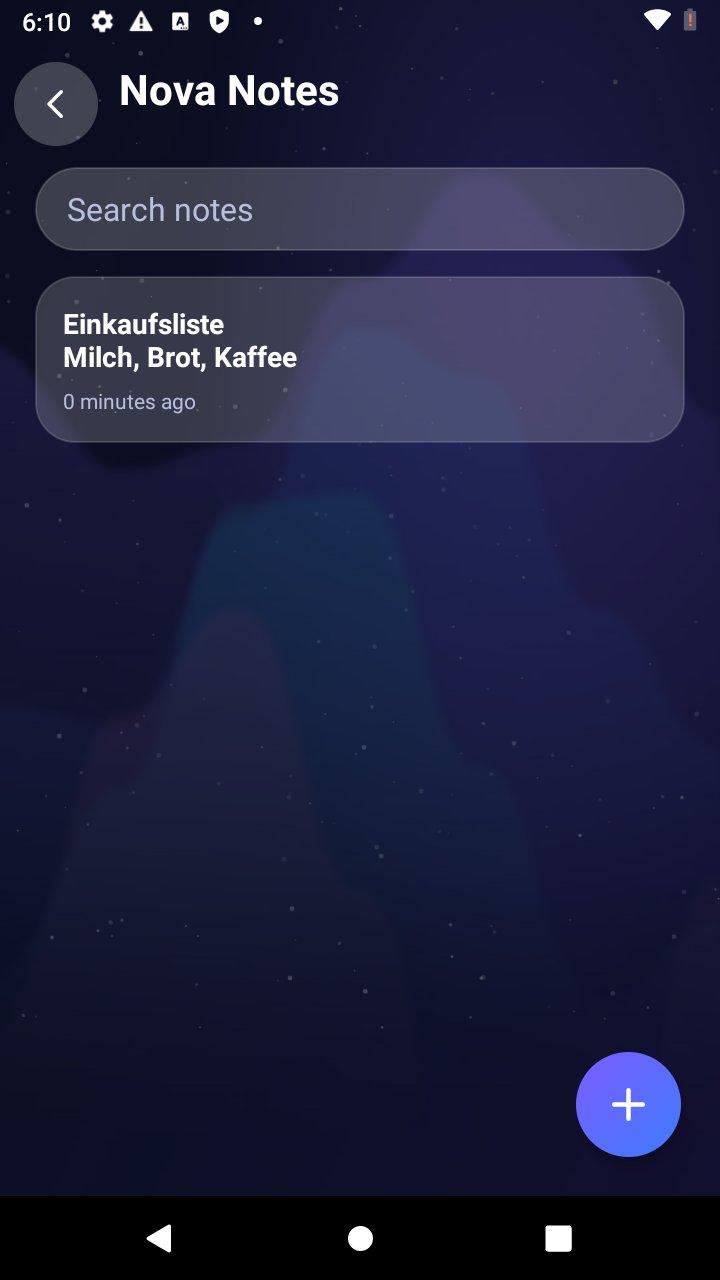 6:10
Nova Notes
Search notes
Einkaufsliste
Milch, Brot, Kaffee
0 minutes ago